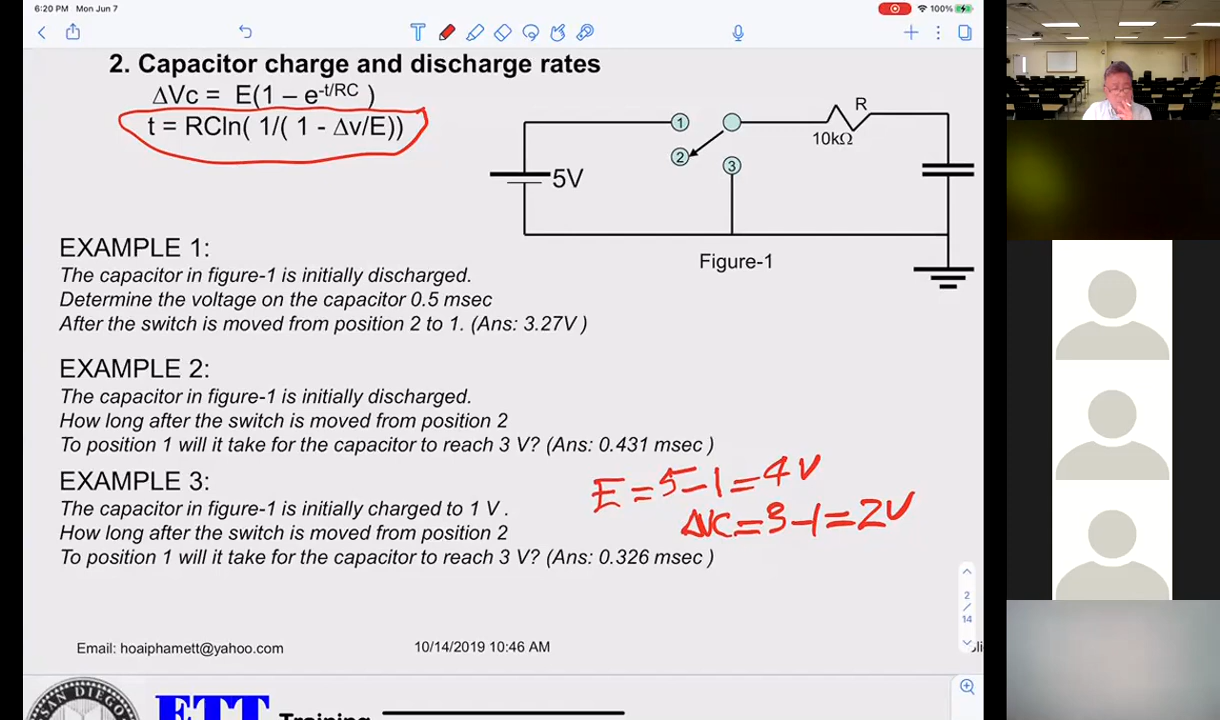 6:20 PM Mon Jun 7
100%
2. Capacitor charge and discharge rates
ΔVc = E(1 – e-t/RC )
t = RCln( 1/( 1 - Δv/E))
1
2
3
R
10kΩ
5V
Figure-1
EXAMPLE 1:
The capacitor in figure-1 is initially discharged.
Determine the voltage on the capacitor 0.5 msec
After the switch is moved from position 2 to 1. (Ans: 3.27V )
EXAMPLE 2:
The capacitor in figure-1 is initially discharged.
How long after the switch is moved from position 2
To position 1 will it take for the capacitor to reach 3 V? (Ans: 0.431 msec )
E = 5-1 = 4V
ΔVC = 3-1 = 2V
EXAMPLE 3:
The capacitor in figure-1 is initially charged to 1 V .
How long after the switch is moved from position 2
To position 1 will it take for the capacitor to reach 3 V? (Ans: 0.326 msec )
2
/
14
Email: hoaiphamett@yahoo.com
10/14/2019 10:46 AM
SAN DIEGO
ETT
Training